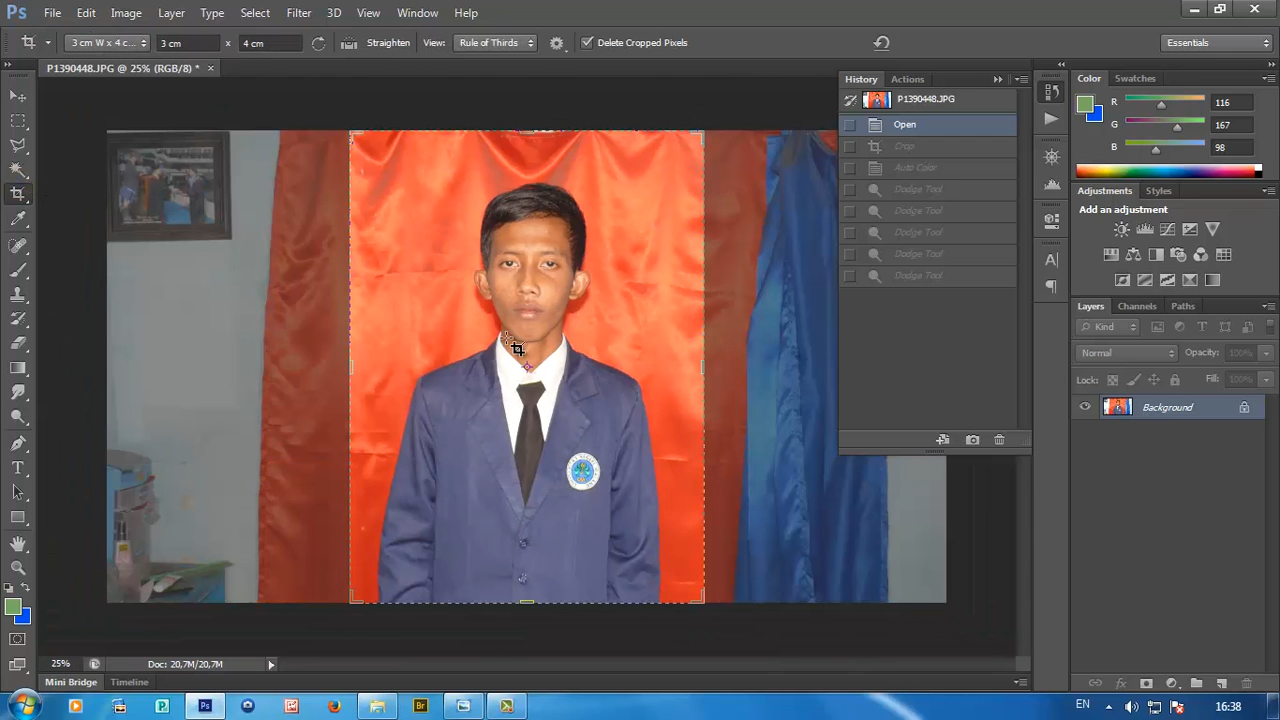 Ps File Edit Image Layer Type Select Filter 3D View Window Help
3 cm W x 4 c... 3 cm x 4 cm Straighten View: Rule of Thirds Delete Cropped Pixels Essentials
P1390448.JPG @ 25% (RGB/8) *
History Actions
P1390448.JPG
Open
Crop
Auto Color
Dodge Tool
Dodge Tool
Dodge Tool
Dodge Tool
Dodge Tool
Color Swatches
R 116
G 167
B 98
Adjustments Styles
Add an adjustment
Layers Channels Paths
Kind
Normal Opacity: 100%
Lock: Fill: 100%
Background
25% Doc: 20,7M/20,7M
Mini Bridge Timeline
Ps Br EN 16:38